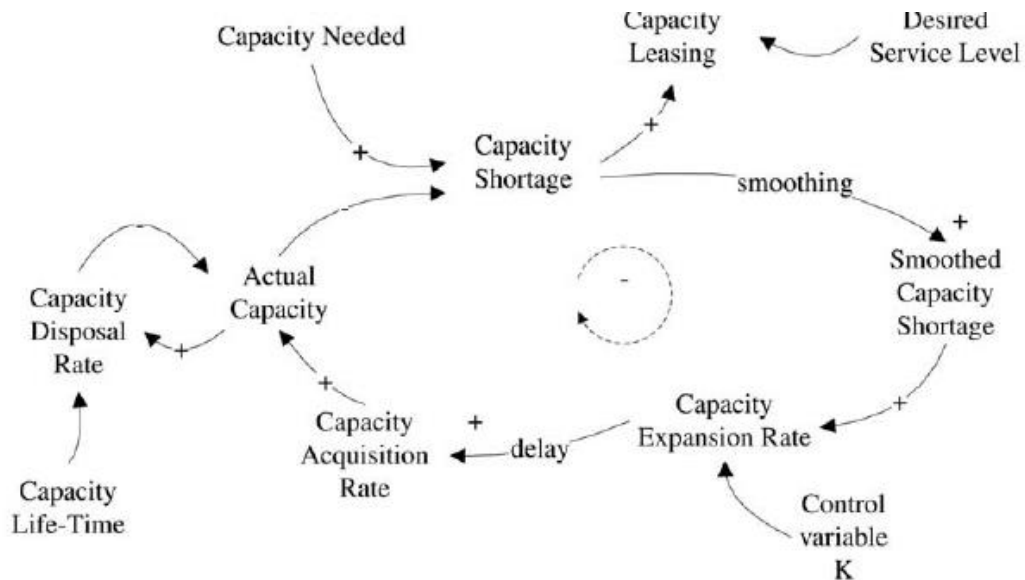 Capacity Needed
Capacity
Leasing
Desired
Service Level
+
+
Capacity
Shortage
smoothing
+
-
-
Actual
Capacity
Smoothed
Capacity
Shortage
-
Capacity
Disposal
Rate
+
+
+
Capacity
Expansion Rate
+
Capacity
Acquisition
Rate
delay
Capacity
Life-Time
Control
variable
K